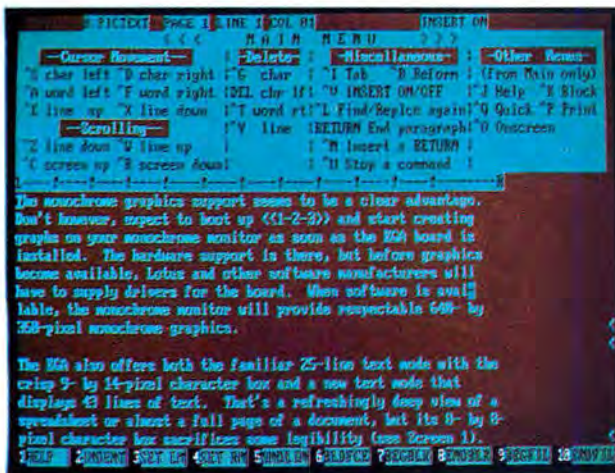 B:PICTEXT PAGE 1 LINE 1 COL 01 INSERT ON
< < < M A I N M E N U > > >
--Cursor Movement-- | -Delete- | -Miscellaneous- | -Other Menus-
^S char left ^D char right |^G char | ^I Tab ^B Reform | (from Main only)
^A word left ^F word right |DEL chr lf| ^V INSERT ON/OFF |^J Help ^K Block
^E line up ^X line down |^T word rt|^L Find/Replce again|^Q Quick ^P Print
--Scrolling-- |^Y line |RETURN End paragraph|^O Onscreen
^Z line down ^W line up | | ^N Insert a RETURN |
^C screen up ^R screen down| | ^U Stop a command |
The monochrome graphics support seems to be a clear advantage.
Don't however, expect to boot up <<1-2-3>> and start creating
graphs on your monochrome monitor as soon as the EGA board is
installed. The hardware support is there, but before graphics
become available, Lotus and other software manufacturers will
have to supply drivers for the board. When software is avai
lable, the monochrome monitor will provide respectable 640- by
350-pixel monochrome graphics.
The EGA also offers both the familiar 25-line text mode with the
crisp 9- by 14-pixel character box and a new text mode that
displays 43 lines of text. That's a refreshingly deep view of a
spreadsheet or almost a full page of a document, but its 8- by 8-
pixel character box sacrifices some legibility (see Screen 1).
1HELP 2INDENT 3SET LM 4SET RM 5UNDLIN 6BLDFCE 7BEGBLK 8ENDBLK 9BEGFIL 10ENDFIL